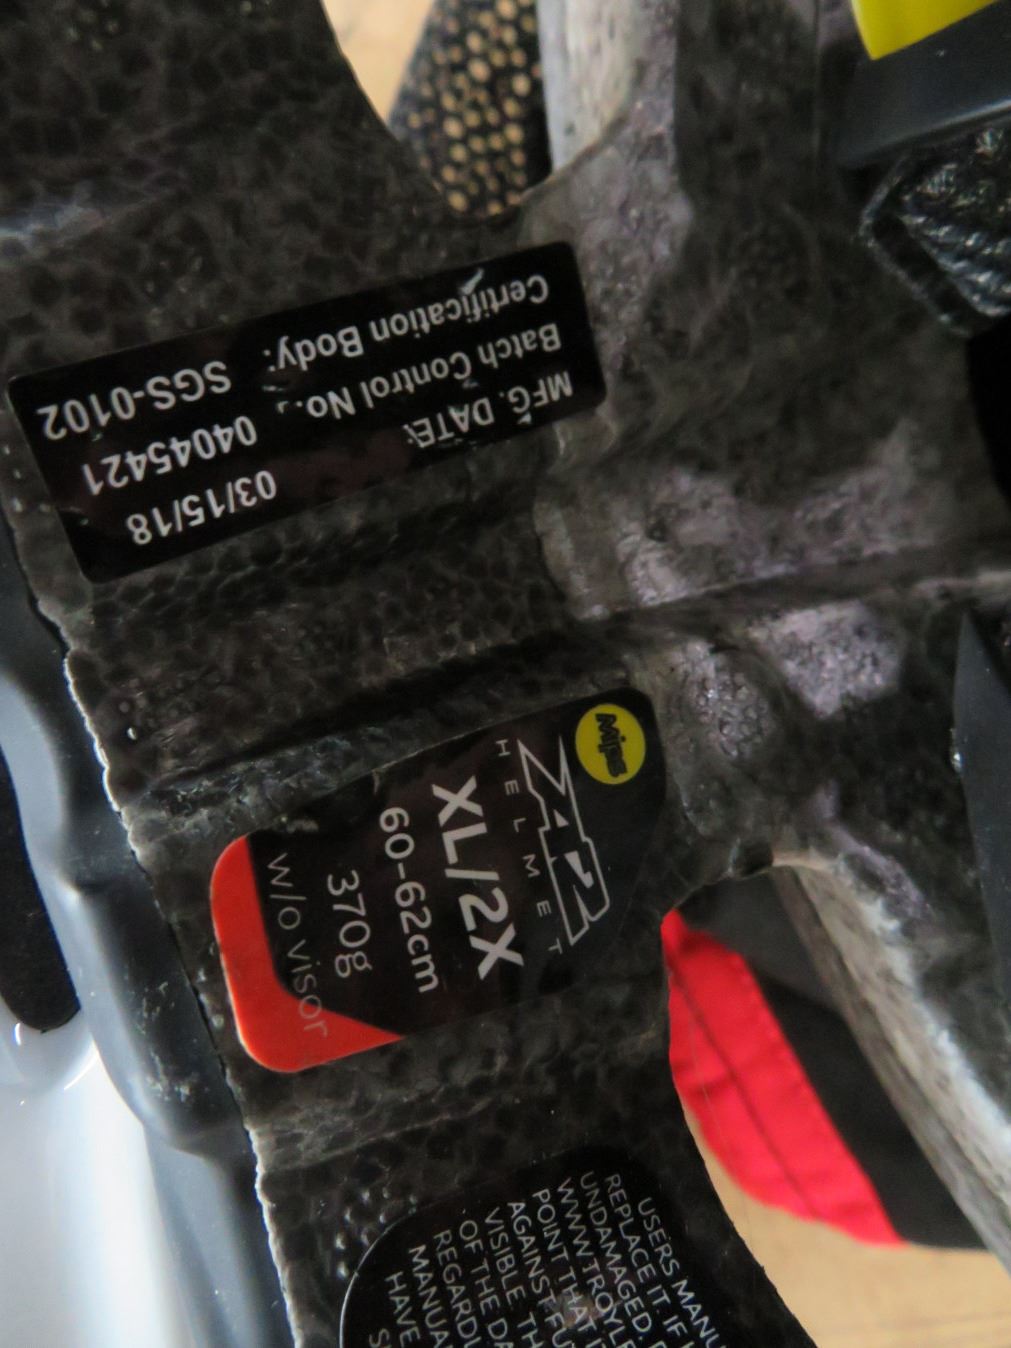 MFG. DATE: 03/15/18
Batch Control No.: 04045421
Certification Body: SGS-0102
Mips
A2
HELMET
XL/2X
60-62cm
370g
w/o visor
USERS MANU
REPLACE IT IF
UNDAMAGED.
WWW.TROYL
POINT THAT
AGAINST FU
VISIBLE TH
OF THE DA
REGARDL
MANUA
HAVE